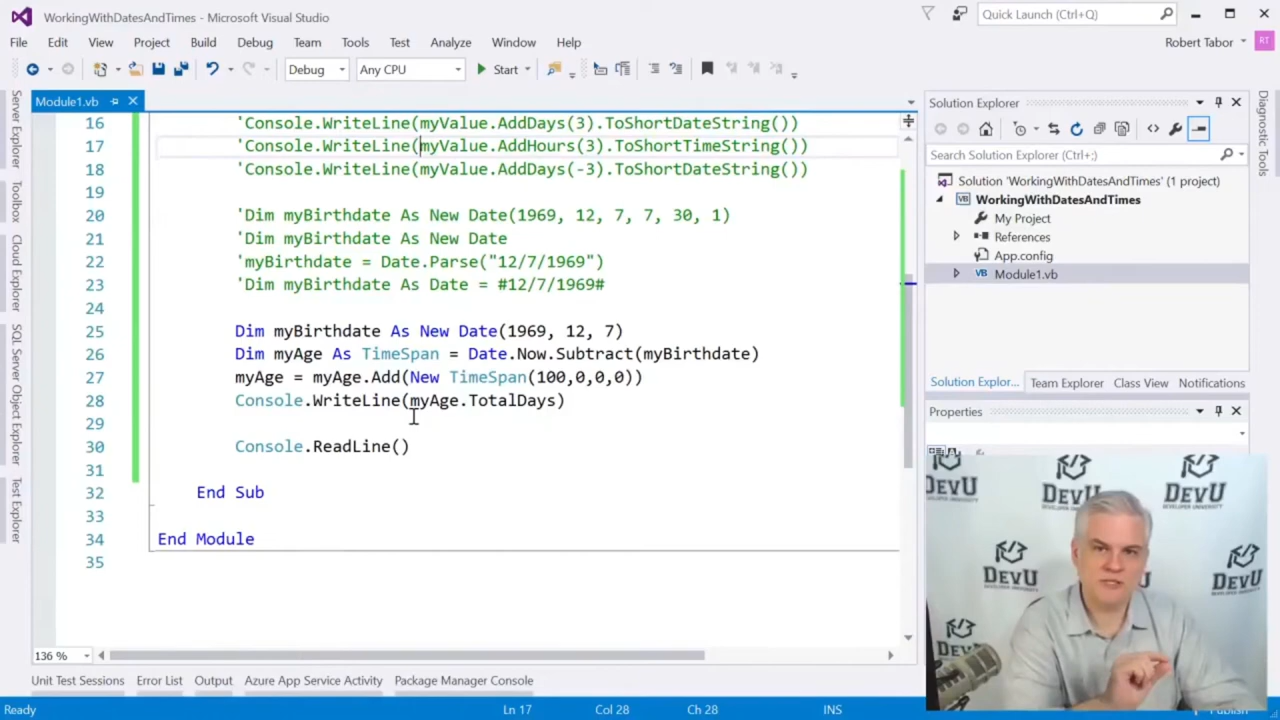 WorkingWithDatesAndTimes - Microsoft Visual Studio
Quick Launch (Ctrl+Q)
File Edit View Project Build Debug Team Tools Test Analyze Window Help
Robert Tabor RT
Debug Any CPU Start
Module1.vb
Server Explorer
Toolbox
Cloud Explorer
SQL Server Object Explorer
Test Explorer
16 'Console.WriteLine(myValue.AddDays(3).ToShortDateString())
17 'Console.WriteLine(myValue.AddHours(3).ToShortTimeString())
18 'Console.WriteLine(myValue.AddDays(-3).ToShortDateString())
19
20 'Dim myBirthdate As New Date(1969, 12, 7, 7, 30, 1)
21 'Dim myBirthdate As New Date
22 'myBirthdate = Date.Parse("12/7/1969")
23 'Dim myBirthdate As Date = #12/7/1969#
24
25 Dim myBirthdate As New Date(1969, 12, 7)
26 Dim myAge As TimeSpan = Date.Now.Subtract(myBirthdate)
27 myAge = myAge.Add(New TimeSpan(100,0,0,0))
28 Console.WriteLine(myAge.TotalDays)
29
30 Console.ReadLine()
31
32 End Sub
33
34 End Module
35
136 %
Solution Explorer
Search Solution Explorer (Ctrl+;)
Solution 'WorkingWithDatesAndTimes' (1 project)
VB WorkingWithDatesAndTimes
My Project
References
App.config
VB Module1.vb
Solution Explor... Team Explorer Class View Notifications
Properties
Diagnostic Tools
DEVU DEVU DEVU
DEVELOPER UNIVERSITY
DEVU DEVU
DEVU
Unit Test Sessions Error List Output Azure App Service Activity Package Manager Console
Ready Ln 17 Col 28 Ch 28 INS